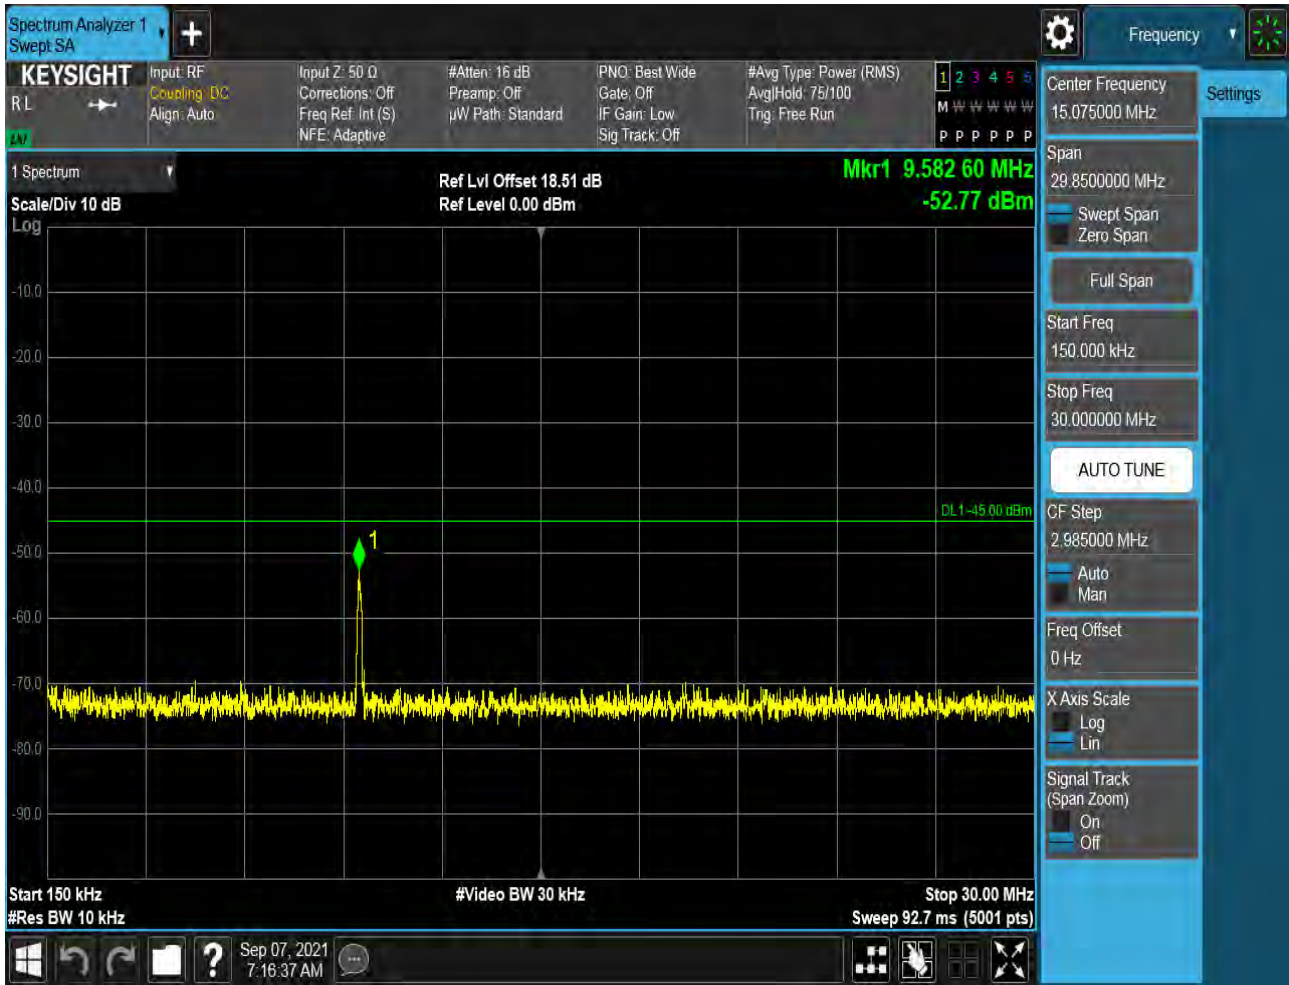 Spectrum Analyzer 1
Swept SA
Frequency
KEYSIGHT
R L
LNI
Input: RF
Coupling: DC
Align: Auto
Input Z: 50 Ω
Corrections: Off
Freq Ref: Int (S)
NFE: Adaptive
#Atten: 16 dB
Preamp: Off
µW Path: Standard
PNO: Best Wide
Gate: Off
IF Gain: Low
Sig Track: Off
#Avg Type: Power (RMS)
Avg|Hold: 75/100
Trig: Free Run
1 2 3 4 5 6
M W W W W W
P P P P P P
1 Spectrum
Scale/Div 10 dB
Log
Ref Lvl Offset 18.51 dB
Ref Level 0.00 dBm
Mkr1 9.582 60 MHz
-52.77 dBm
-10.0
-20.0
-30.0
-40.0
DL1 -45.00 dBm
1
-50.0
-60.0
-70.0
-80.0
-90.0
Start 150 kHz
#Res BW 10 kHz
#Video BW 30 kHz
Stop 30.00 MHz
Sweep 92.7 ms (5001 pts)
Center Frequency
15.075000 MHz
Settings
Span
29.8500000 MHz
Swept Span
Zero Span
Full Span
Start Freq
150.000 kHz
Stop Freq
30.000000 MHz
AUTO TUNE
CF Step
2.985000 MHz
Auto
Man
Freq Offset
0 Hz
X Axis Scale
Log
Lin
Signal Track
(Span Zoom)
On
Off
?
Sep 07, 2021
7:16:37 AM